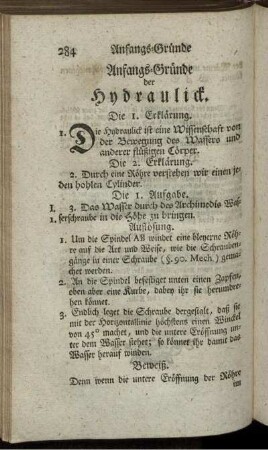 284 Anfangs-Gründe
Anfangs-Gründe
der
Hydraulick.
Die 1. Erklärung.
1. Die Hydraulick ist eine Wissenschaft von
der Bewegung des Wassers und
anderer flüßigen Cörper.
Die 2. Erklärung.
2. Durch eine Röhre verstehen wir einen je-
den hohlen Cylinder.
Die 1. Aufgabe.
I. 3. Das Wasser durch des Archimedis Was-
1. serschraube in die Höhe zu bringen.
Auflösung.
1. Um die Spindel AB windet eine bleyerne Röh-
re auf die Art und Weise, wie die Schrauben-
gänge in einer Schraube (§. 90. Mech.) gema-
chet werden.
2. An die Spindel befestiget unten einen Zapfen,
oben aber eine Kurbe, dabey ihr sie herumdre-
hen könnet.
3. Endlich leget die Schraube dergestalt, daß sie
mit der Horizontallinie höchstens einen Winckel
von 45° machet, und die untere Eröffnung un-
ter dem Wasser stehet; so könnet ihr damit das
Wasser herauf winden.
Beweiß.
Denn wenn die untere Eröffnung der Röhre